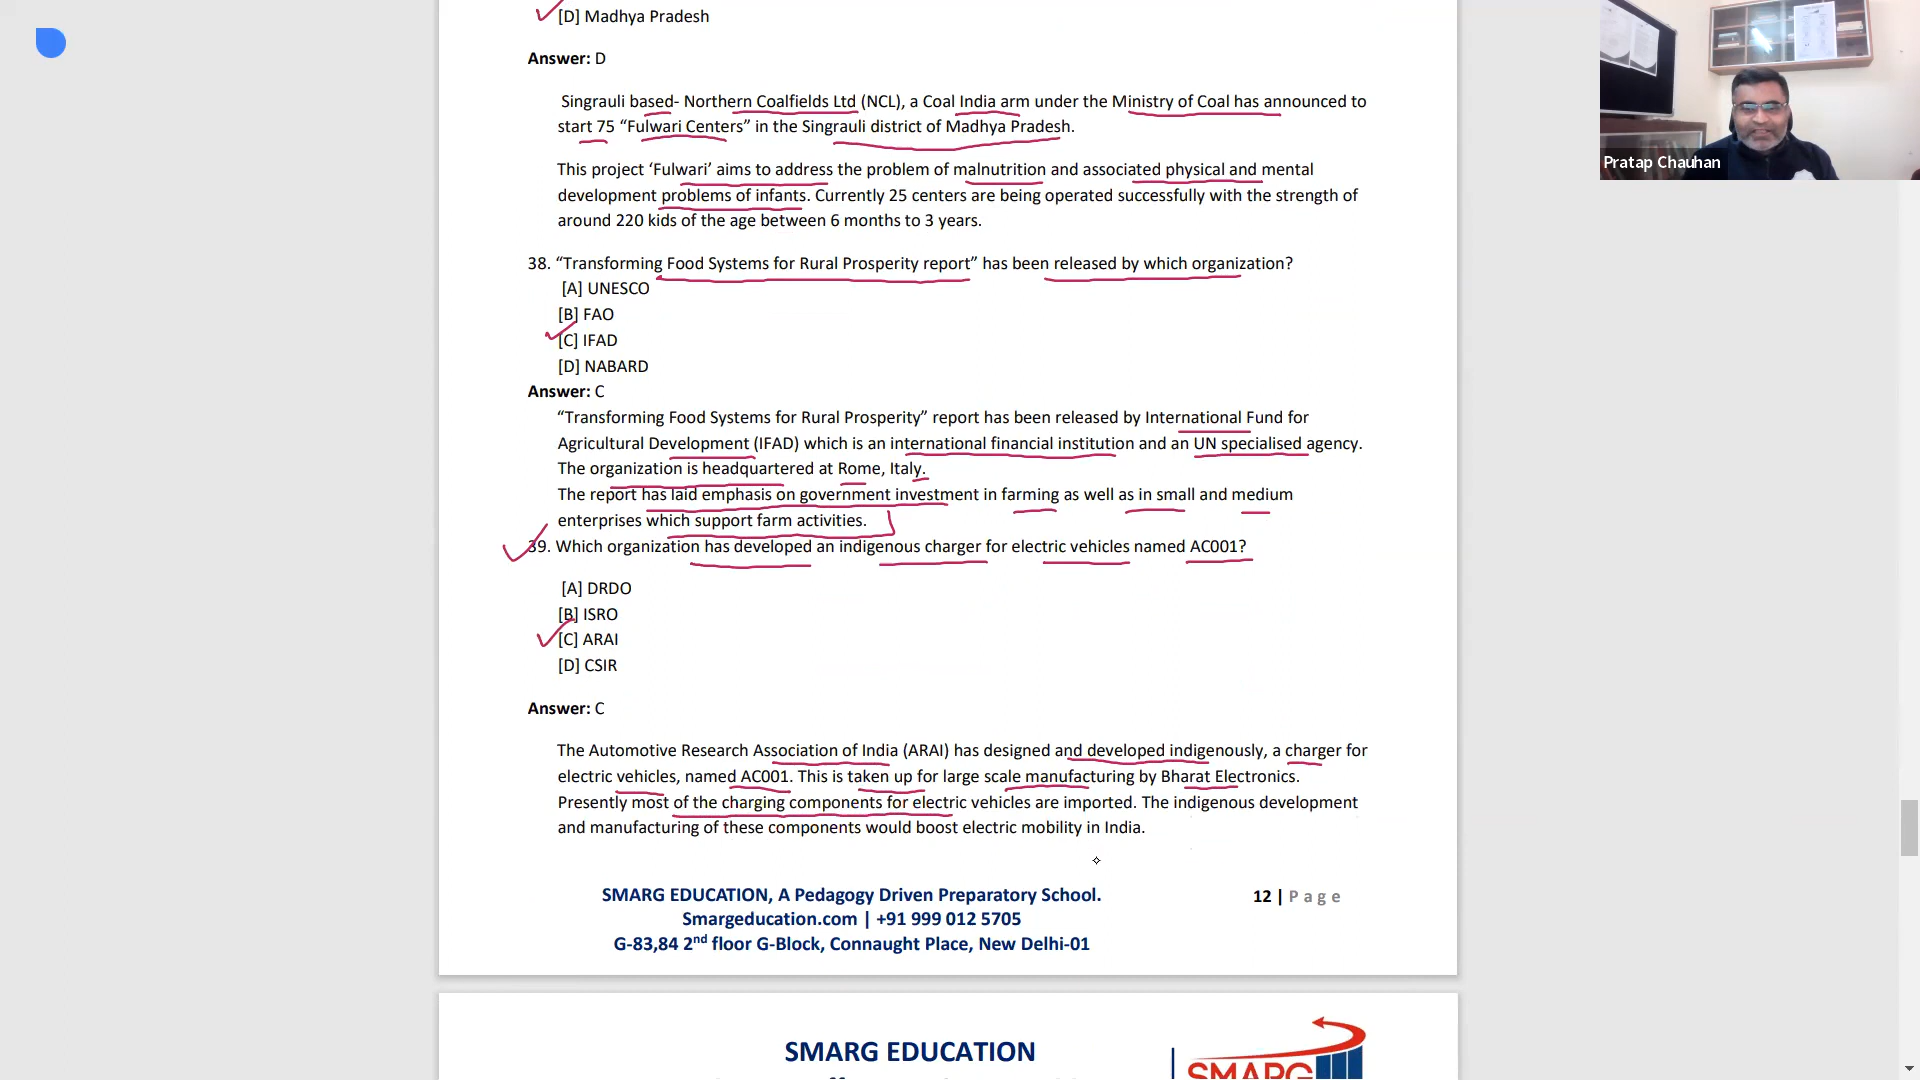 [D] Madhya Pradesh
Answer: D
Singrauli based- Northern Coalfields Ltd (NCL), a Coal India arm under the Ministry of Coal has announced to
start 75 “Fulwari Centers” in the Singrauli district of Madhya Pradesh.
This project ‘Fulwari’ aims to address the problem of malnutrition and associated physical and mental
development problems of infants. Currently 25 centers are being operated successfully with the strength of
around 220 kids of the age between 6 months to 3 years.
38. “Transforming Food Systems for Rural Prosperity report” has been released by which organization?
[A] UNESCO
[B] FAO
[C] IFAD
[D] NABARD
Answer: C
“Transforming Food Systems for Rural Prosperity” report has been released by International Fund for
Agricultural Development (IFAD) which is an international financial institution and an UN specialised agency.
The organization is headquartered at Rome, Italy.
The report has laid emphasis on government investment in farming as well as in small and medium
enterprises which support farm activities.
39. Which organization has developed an indigenous charger for electric vehicles named AC001?
[A] DRDO
[B] ISRO
[C] ARAI
[D] CSIR
Answer: C
The Automotive Research Association of India (ARAI) has designed and developed indigenously, a charger for
electric vehicles, named AC001. This is taken up for large scale manufacturing by Bharat Electronics.
Presently most of the charging components for electric vehicles are imported. The indigenous development
and manufacturing of these components would boost electric mobility in India.
SMARG EDUCATION, A Pedagogy Driven Preparatory School.
12 | Page
Smargeducation.com | +91 999 012 5705
G-83,84 2nd floor G-Block, Connaught Place, New Delhi-01
SMARG EDUCATION
SMARG
Pratap Chauhan